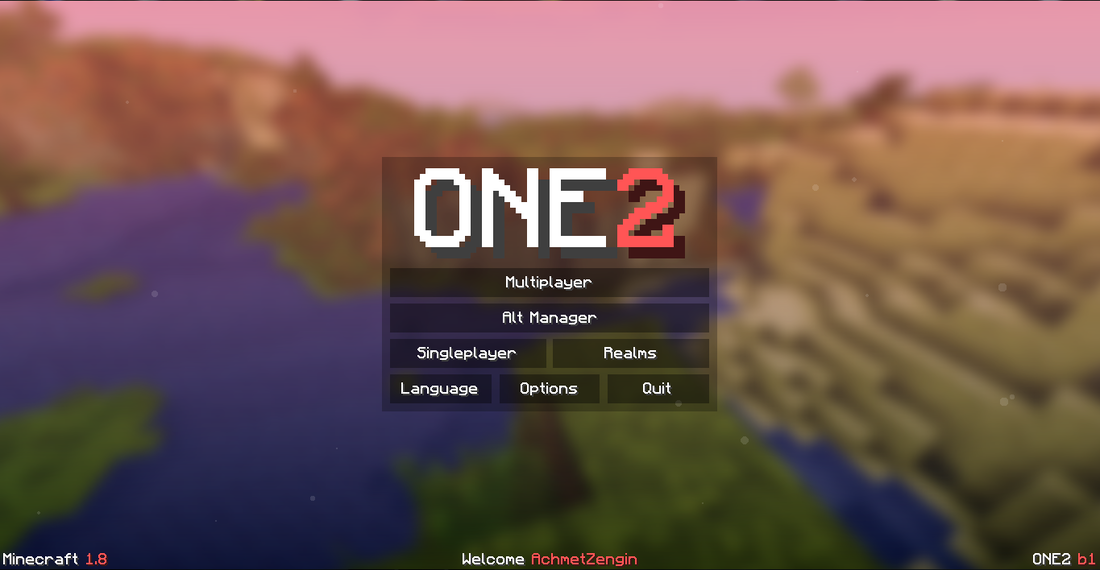 ONE2
Multiplayer
Alt Manager
Singleplayer Realms
Language Options Quit
Minecraft 1.8 Welcome AchmetZengin ONE2 b1